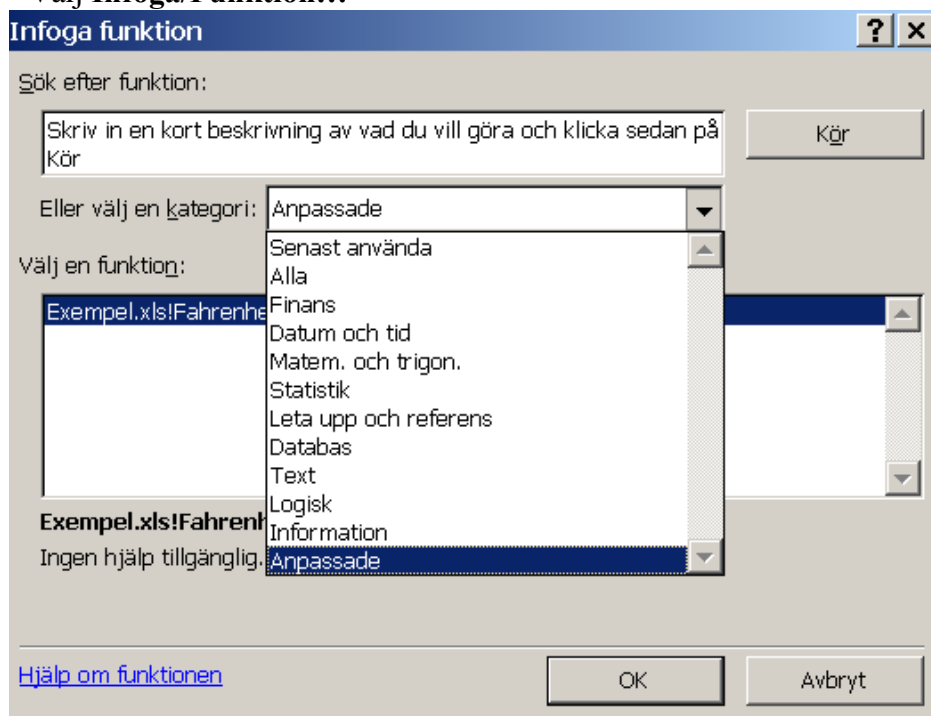 Välj Infoga/Funktion...
Infoga funktion
Sök efter funktion:
Skriv in en kort beskrivning av vad du vill göra och klicka sedan på
Kör
Kör
Eller välj en kategori: Anpassade
Senast använda
Välj en funktion:
Alla
Exempel.xls!Fahrenhe
Finans
Datum och tid
Matem. och trigon.
Statistik
Leta upp och referens
Databas
Text
Logisk
Exempel.xls!Fahrenh
Information
Ingen hjälp tillgänglig.
Anpassade
Hjälp om funktionen
OK
Avbryt